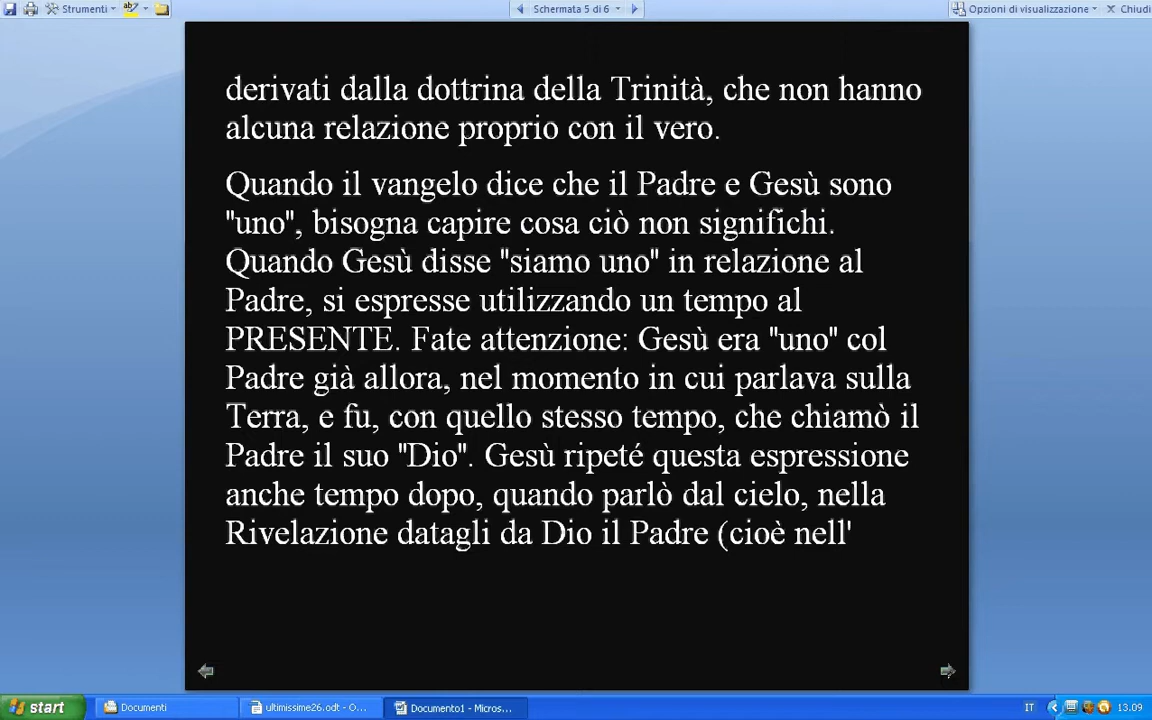 Strumenti
Schermata 5 di 6
Opzioni di visualizzazione
Chiudi
derivati dalla dottrina della Trinità, che non hanno
alcuna relazione proprio con il vero.
Quando il vangelo dice che il Padre e Gesù sono
"uno", bisogna capire cosa ciò non significhi.
Quando Gesù disse "siamo uno" in relazione al
Padre, si espresse utilizzando un tempo al
PRESENTE. Fate attenzione: Gesù era "uno" col
Padre già allora, nel momento in cui parlava sulla
Terra, e fu, con quello stesso tempo, che chiamò il
Padre il suo "Dio". Gesù ripeté questa espressione
anche tempo dopo, quando parlò dal cielo, nella
Rivelazione datagli da Dio il Padre (cioè nell'
start
Documenti
ultimissime26.odt - O...
Documento1 - Micros...
IT
13.09